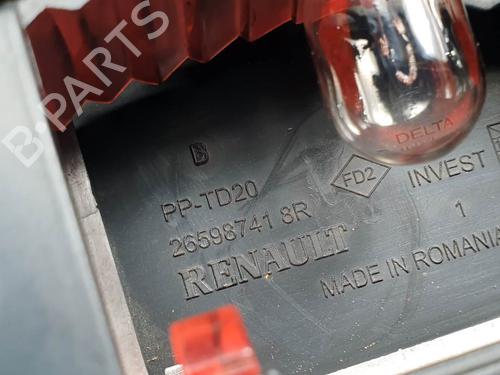 B-PARTS
DELTA
B
PP-TD20
FD2
INVEST
26598741 8R
1
RENAULT
MADE IN ROMANIA